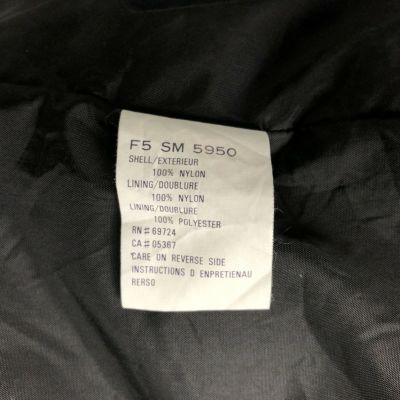 F5 SM 5950
SHELL/EXTERIEUR
100% NYLON
LINING/DOUBLURE
100% NYLON
LINING/DOUBLURE
100% POLYESTER
RN# 69724
CA# 05367
CARE ON REVERSE SIDE
INSTRUCTIONS D ENPRETIENAU
RERSO